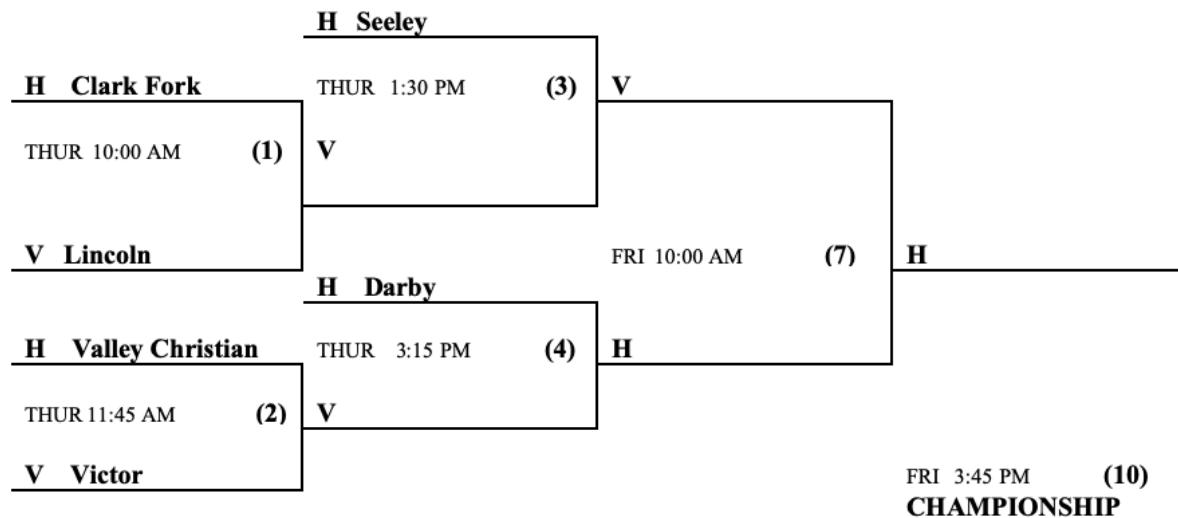 H Seeley
H Clark Fork
THUR 1:30 PM (3)
V
THUR 10:00 AM (1)
V
V Lincoln
FRI 10:00 AM (7)
H
H Darby
H Valley Christian
THUR 3:15 PM (4)
H
THUR 11:45 AM (2)
V
V Victor
FRI 3:45 PM (10)
CHAMPIONSHIP